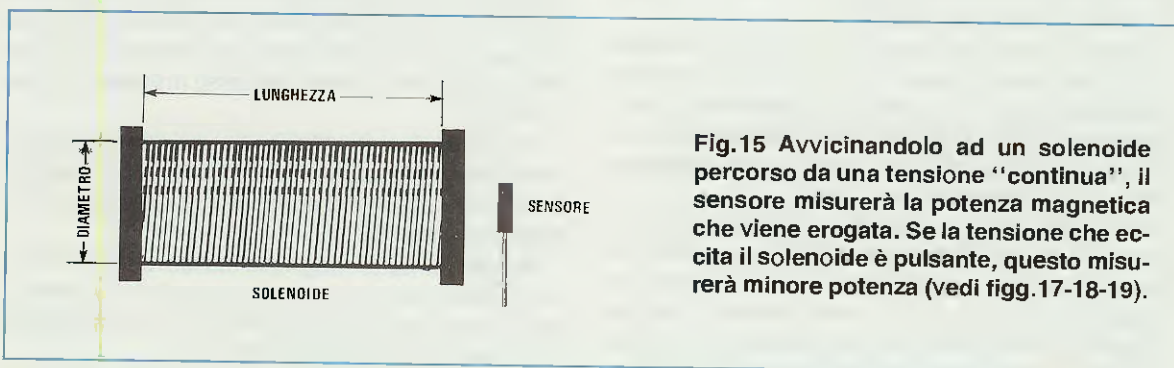 LUNGHEZZA
DIAMETRO
SENSORE
SOLENOIDE
Fig.15 Avvicinandolo ad un solenoide
percorso da una tensione ‘‘continua’’, il
sensore misurerà la potenza magnetica
che viene erogata. Se la tensione che ec-
cita il solenoide è pulsante, questo misu-
rerà minore potenza (vedi figg.17-18-19).